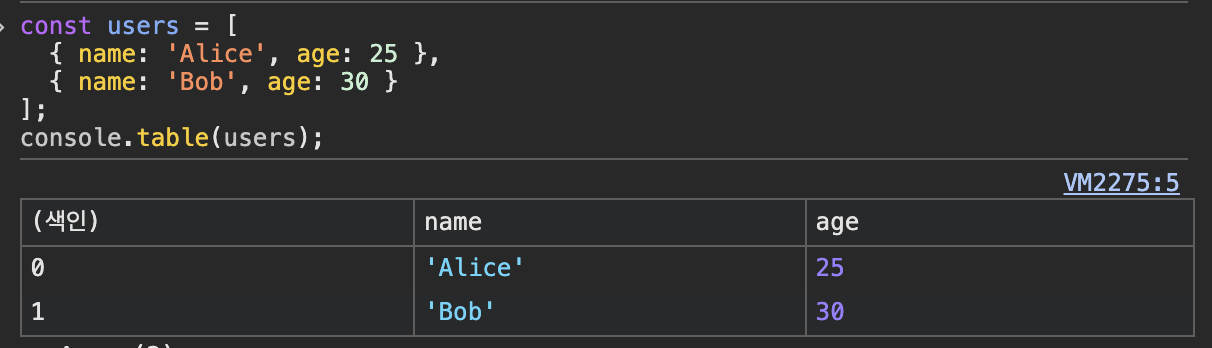 const users = [
  { name: 'Alice', age: 25 },
  { name: 'Bob', age: 30 }
];
console.table(users);
VM2275:5
(색인) name age
0 'Alice' 25
1 'Bob' 30